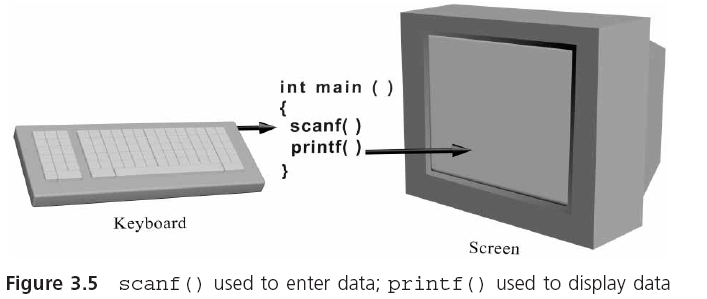 int main ( )
{
scanf( )
printf( )
}
Keyboard
Screen
Figure 3.5 scanf() used to enter data; printf() used to display data